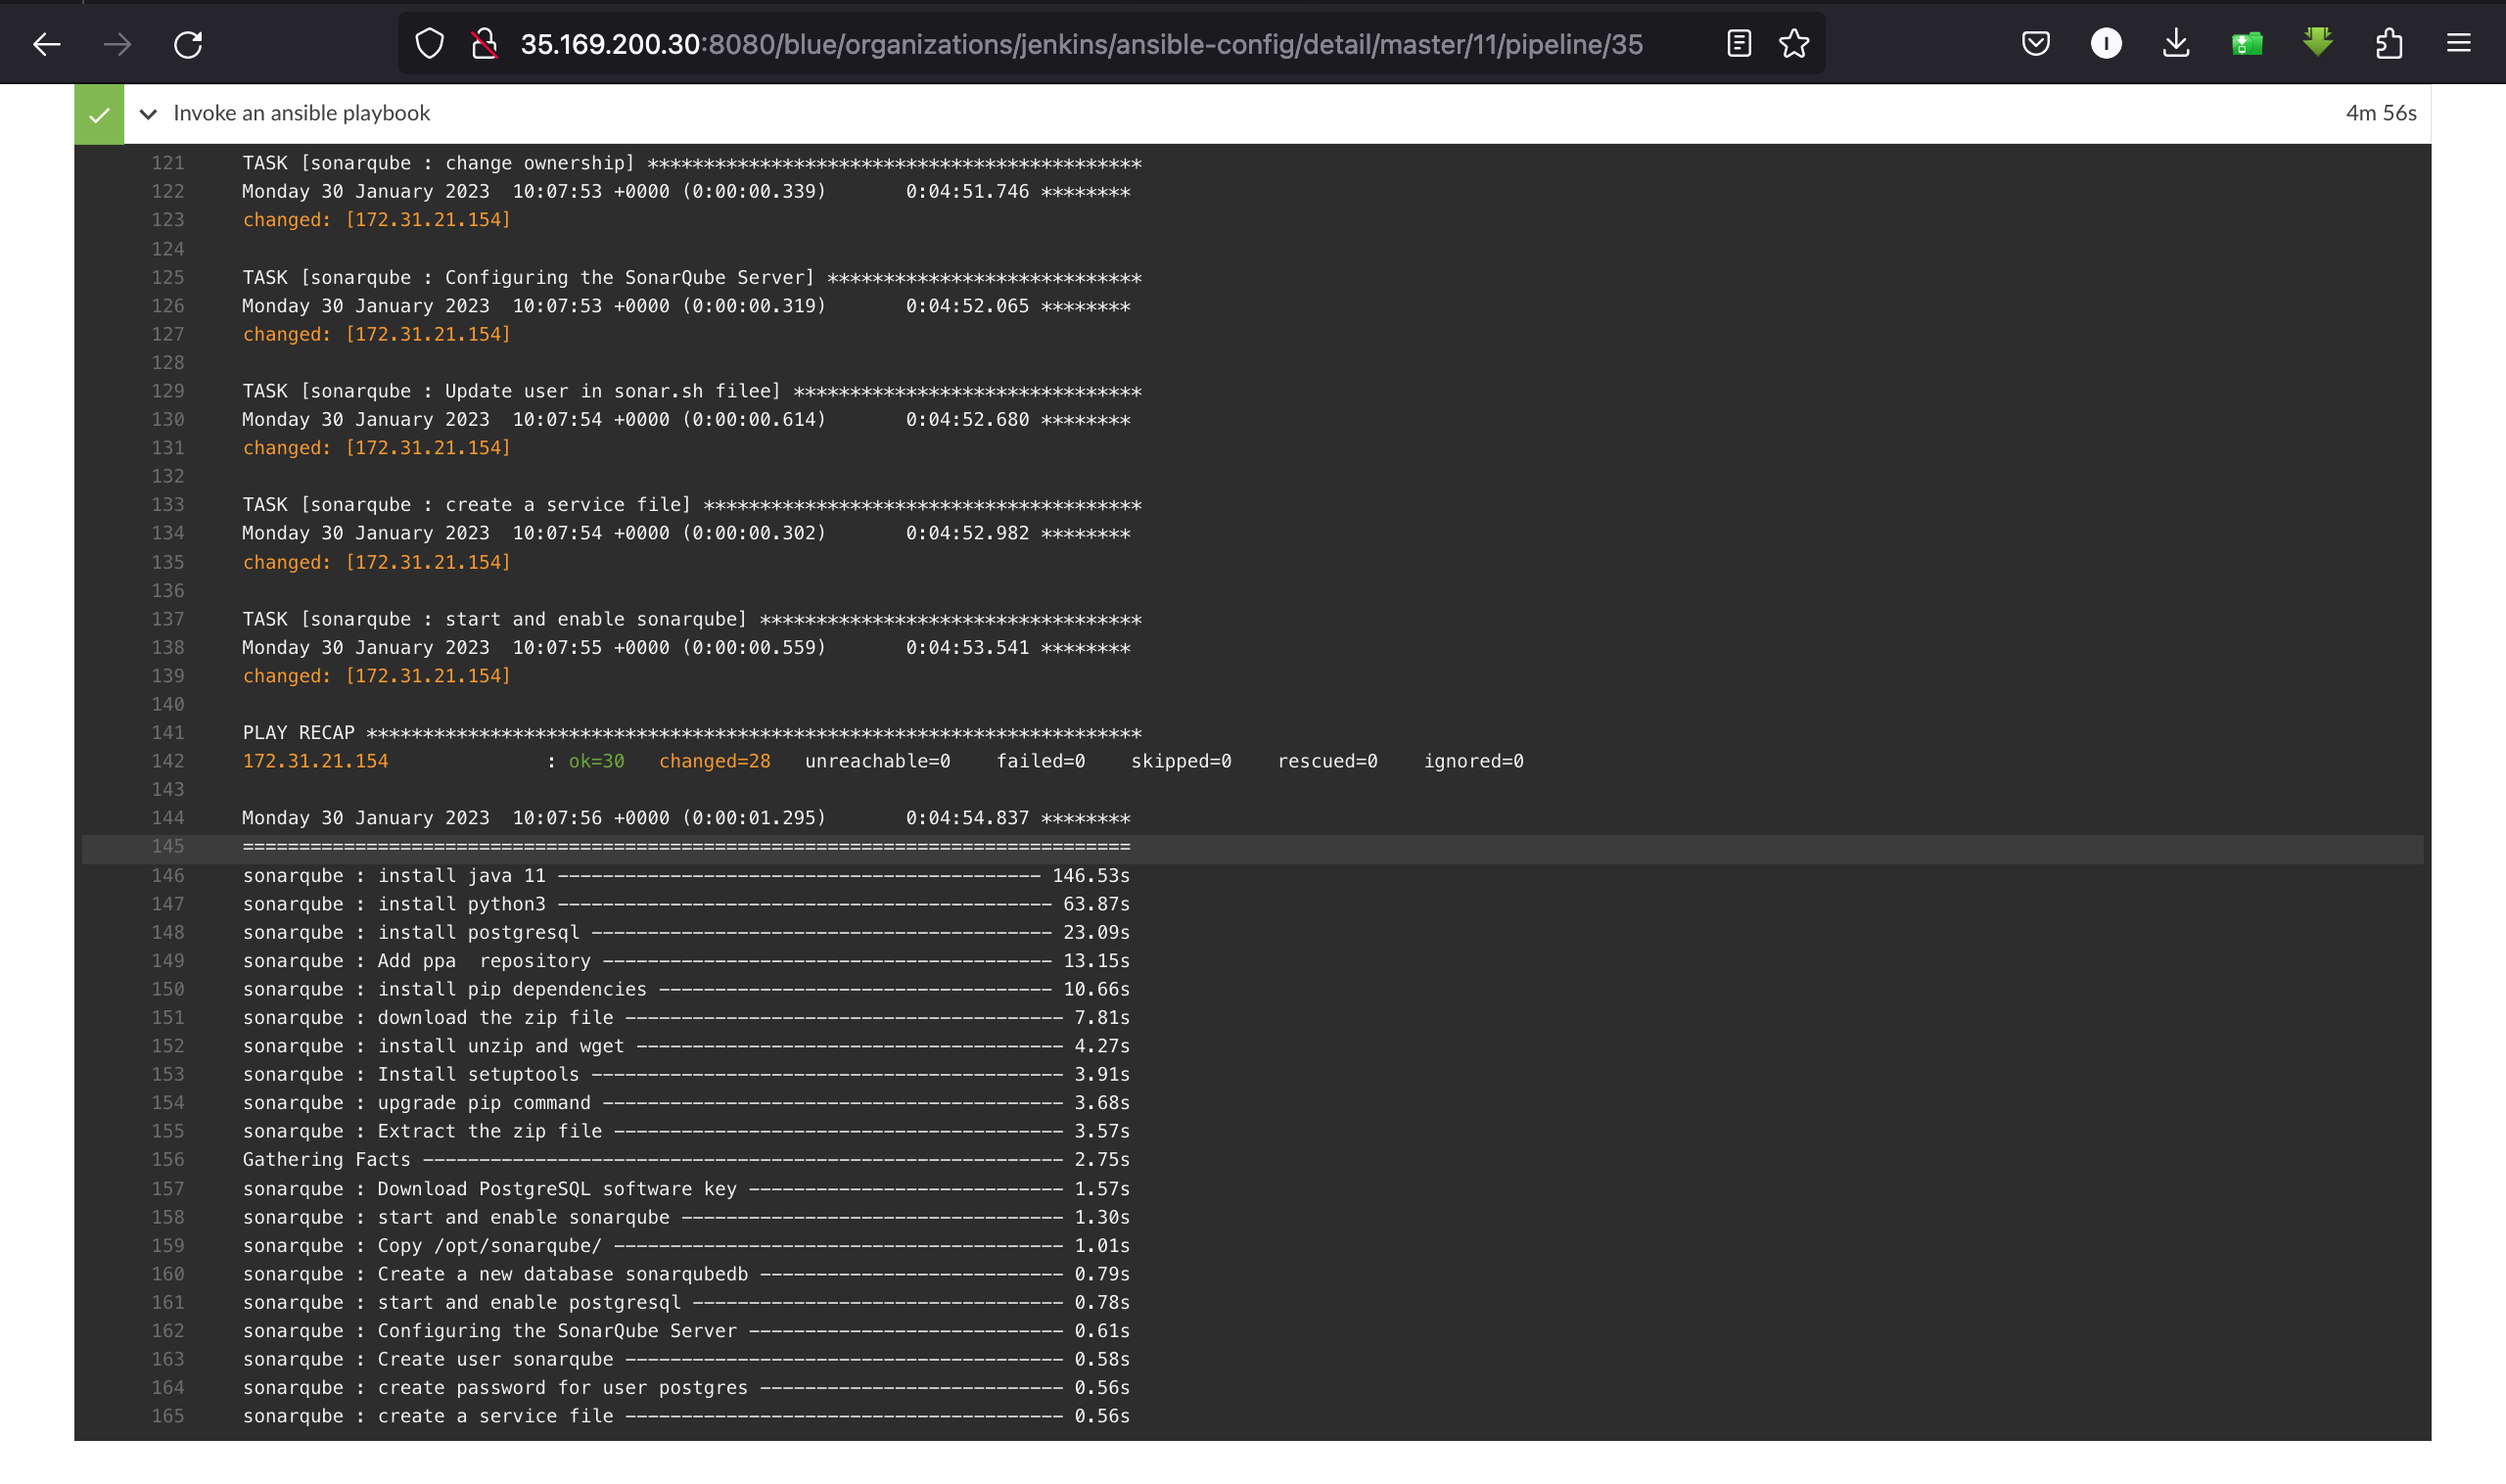 35.169.200.30:8080/blue/organizations/jenkins/ansible-config/detail/master/11/pipeline/35
Invoke an ansible playbook 4m 56s
121 TASK [sonarqube : change ownership] ********************************************
122 Monday 30 January 2023  10:07:53 +0000 (0:00:00.339)       0:04:51.746 ********
123 changed: [172.31.21.154]
124
125 TASK [sonarqube : Configuring the SonarQube Server] ****************************
126 Monday 30 January 2023  10:07:53 +0000 (0:00:00.319)       0:04:52.065 ********
127 changed: [172.31.21.154]
128
129 TASK [sonarqube : Update user in sonar.sh filee] *******************************
130 Monday 30 January 2023  10:07:54 +0000 (0:00:00.614)       0:04:52.680 ********
131 changed: [172.31.21.154]
132
133 TASK [sonarqube : create a service file] ***************************************
134 Monday 30 January 2023  10:07:54 +0000 (0:00:00.302)       0:04:52.982 ********
135 changed: [172.31.21.154]
136
137 TASK [sonarqube : start and enable sonarqube] **********************************
138 Monday 30 January 2023  10:07:55 +0000 (0:00:00.559)       0:04:53.541 ********
139 changed: [172.31.21.154]
140
141 PLAY RECAP *********************************************************************
142 172.31.21.154              : ok=30   changed=28   unreachable=0    failed=0    skipped=0    rescued=0    ignored=0
143
144 Monday 30 January 2023  10:07:56 +0000 (0:00:01.295)       0:04:54.837 ********
145 ===============================================================================
146 sonarqube : install java 11 ------------------------------------------- 146.53s
147 sonarqube : install python3 -------------------------------------------- 63.87s
148 sonarqube : install postgresql ----------------------------------------- 23.09s
149 sonarqube : Add ppa  repository ---------------------------------------- 13.15s
150 sonarqube : install pip dependencies ----------------------------------- 10.66s
151 sonarqube : download the zip file --------------------------------------- 7.81s
152 sonarqube : install unzip and wget -------------------------------------- 4.27s
153 sonarqube : Install setuptools ------------------------------------------ 3.91s
154 sonarqube : upgrade pip command ----------------------------------------- 3.68s
155 sonarqube : Extract the zip file ---------------------------------------- 3.57s
156 Gathering Facts --------------------------------------------------------- 2.75s
157 sonarqube : Download PostgreSQL software key ---------------------------- 1.57s
158 sonarqube : start and enable sonarqube ---------------------------------- 1.30s
159 sonarqube : Copy /opt/sonarqube/ ---------------------------------------- 1.01s
160 sonarqube : Create a new database sonarqubedb --------------------------- 0.79s
161 sonarqube : start and enable postgresql --------------------------------- 0.78s
162 sonarqube : Configuring the SonarQube Server ---------------------------- 0.61s
163 sonarqube : Create user sonarqube --------------------------------------- 0.58s
164 sonarqube : create password for user postgres --------------------------- 0.56s
165 sonarqube : create a service file --------------------------------------- 0.56s